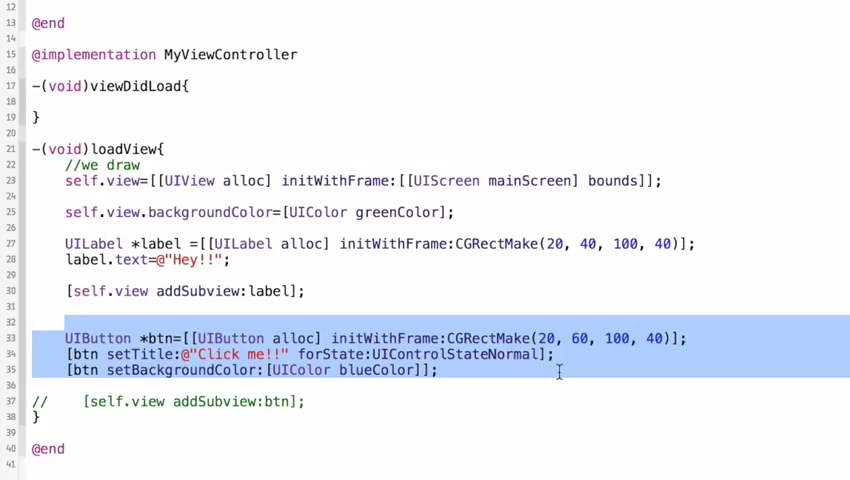 12
13 @end
14
15 @implementation MyViewController
16
17 -(void)viewDidLoad{
18
19 }
20
21 -(void)loadView{
22     //we draw
23     self.view=[[UIView alloc] initWithFrame:[[UIScreen mainScreen] bounds]];
24
25     self.view.backgroundColor=[UIColor greenColor];
26
27     UILabel *label =[[UILabel alloc] initWithFrame:CGRectMake(20, 40, 100, 40)];
28     label.text=@"Hey!!";
29
30     [self.view addSubview:label];
31
32
33     UIButton *btn=[[UIButton alloc] initWithFrame:CGRectMake(20, 60, 100, 40)];
34     [btn setTitle:@"Click me!!" forState:UIControlStateNormal];
35     [btn setBackgroundColor:[UIColor blueColor]];
36
37 //    [self.view addSubview:btn];
38 }
39
40 @end
41